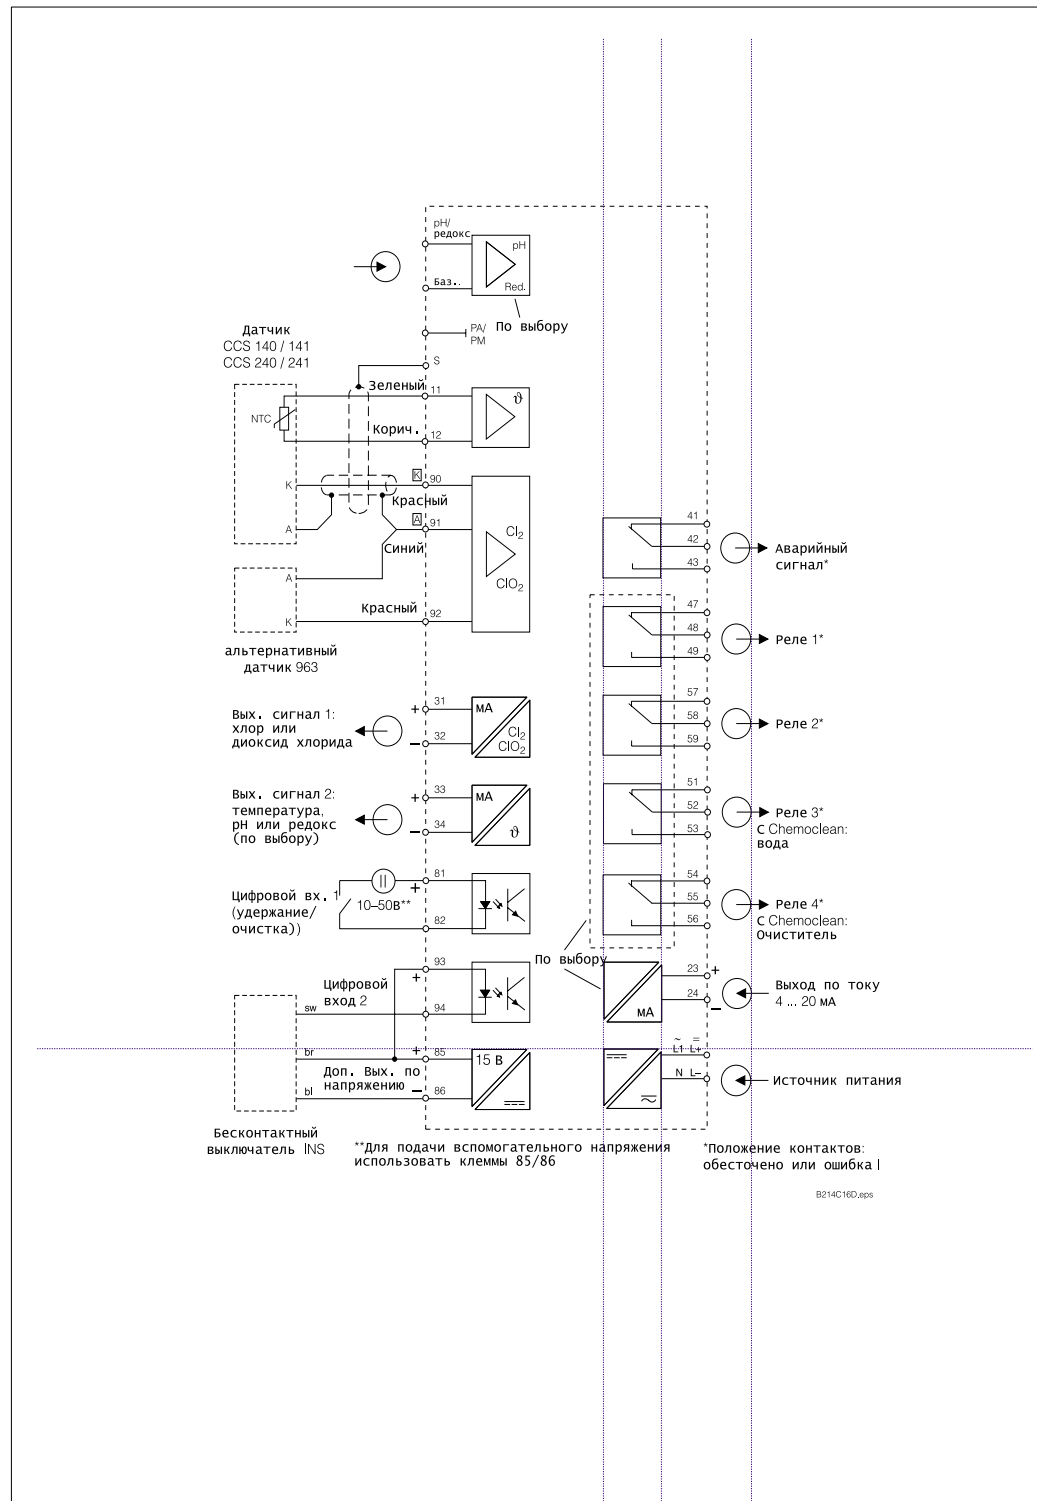 pH/
редокс
pH
Баз..
Red.
По выбору
PA/
PM
Датчик
CCS 140 / 141
CCS 240 / 241
S
Зеленый
11
ϑ
NTC
Корич.
12
K
K
90
Красный
A
A
91
Синий
Cl2
ClO2
A
Красный
92
K
альтернативный
датчик 963
41
42
43
Аварийный
сигнал*
47
48
49
Реле 1*
57
58
59
Реле 2*
51
52
53
Реле 3*
С Chemoclean:
вода
54
55
56
Реле 4*
С Chemoclean:
Очиститель
Вых. сигнал 1:
хлор или
диоксид хлорида
+ 31
– 32
мА
Cl2
ClO2
Вых. сигнал 2:
температура,
pH или редокс
(по выбору)
+ 33
– 34
мА
ϑ
Цифровой вх. 1
(удержание/
очистка))
81
+
10–50В**
82
По выбору
93
+
Цифровой
вход 2
sw
94
23 +
24 –
мА
Выход по току
4 ... 20 мА
br
+ 85
15 В
Доп. Вых. по
напряжению
bl
– 86
~ =
L1 L+
N L–
Источник питания
Бесконтактный
выключатель INS
**Для подачи вспомогательного напряжения
использовать клеммы 85/86
*Положение контактов:
обесточено или ошибка |
B214C16D.eps